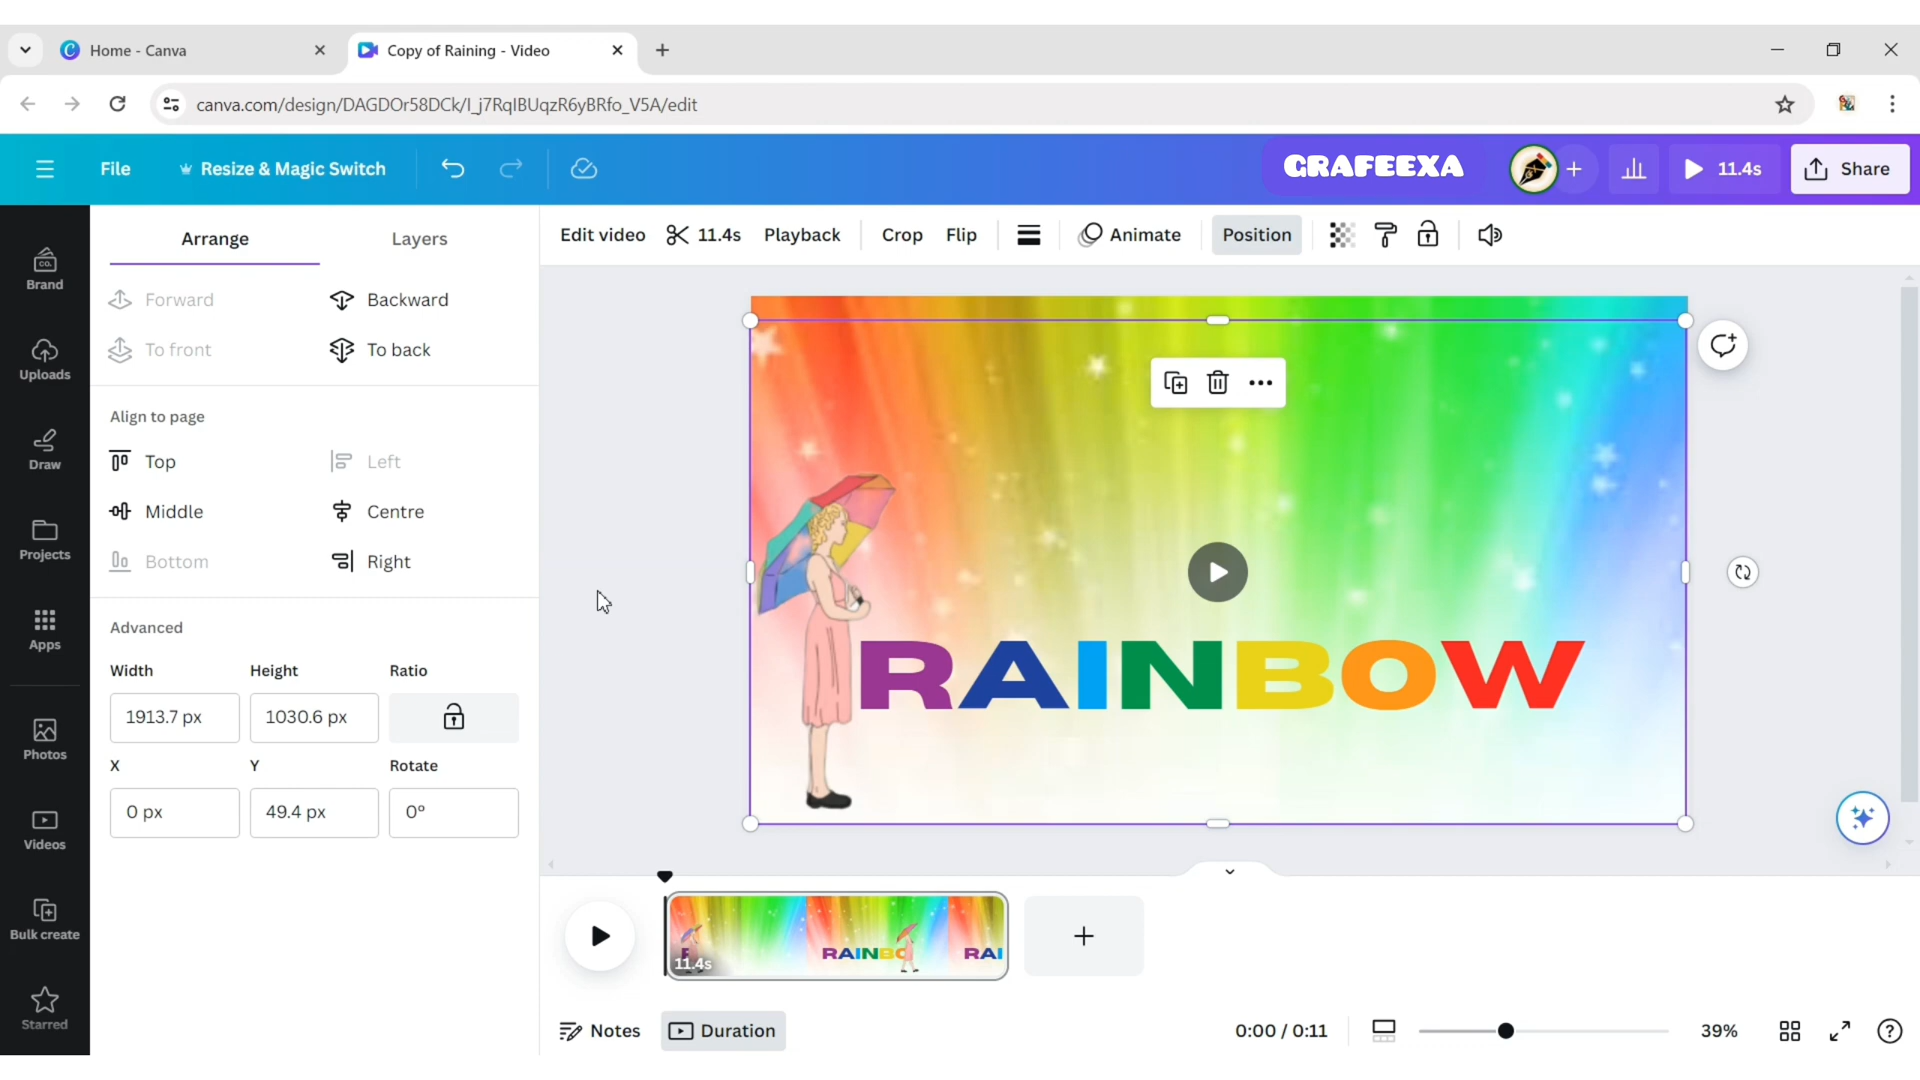 Home - Canva
Copy of Raining - Video
canva.com/design/DAGDOr58DCk/I_j7RqIBUqzR6yBRfo_V5A/edit
File
Resize & Magic Switch
GRAFEEXA
11.4s
Share
Brand
Uploads
Draw
Projects
Apps
Photos
Videos
Bulk create
Starred
Arrange
Layers
Forward
Backward
To front
To back
Align to page
Top
Left
Middle
Centre
Bottom
Right
Advanced
Width
Height
Ratio
1913.7 px
1030.6 px
X
Y
Rotate
0 px
49.4 px
0°
Edit video
11.4s
Playback
Crop
Flip
Animate
Position
RAINBOW
R
11.4s
RAINBO
RAI
Notes
Duration
0:00 / 0:11
39%